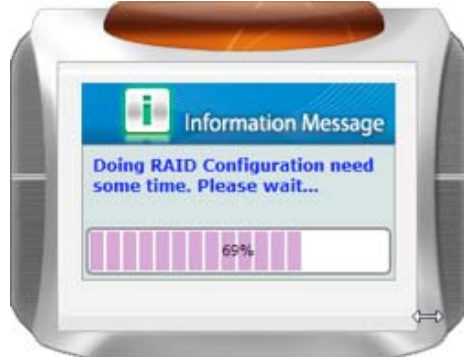 i
Information Message
Doing RAID Configuration need
some time. Please wait...
69%